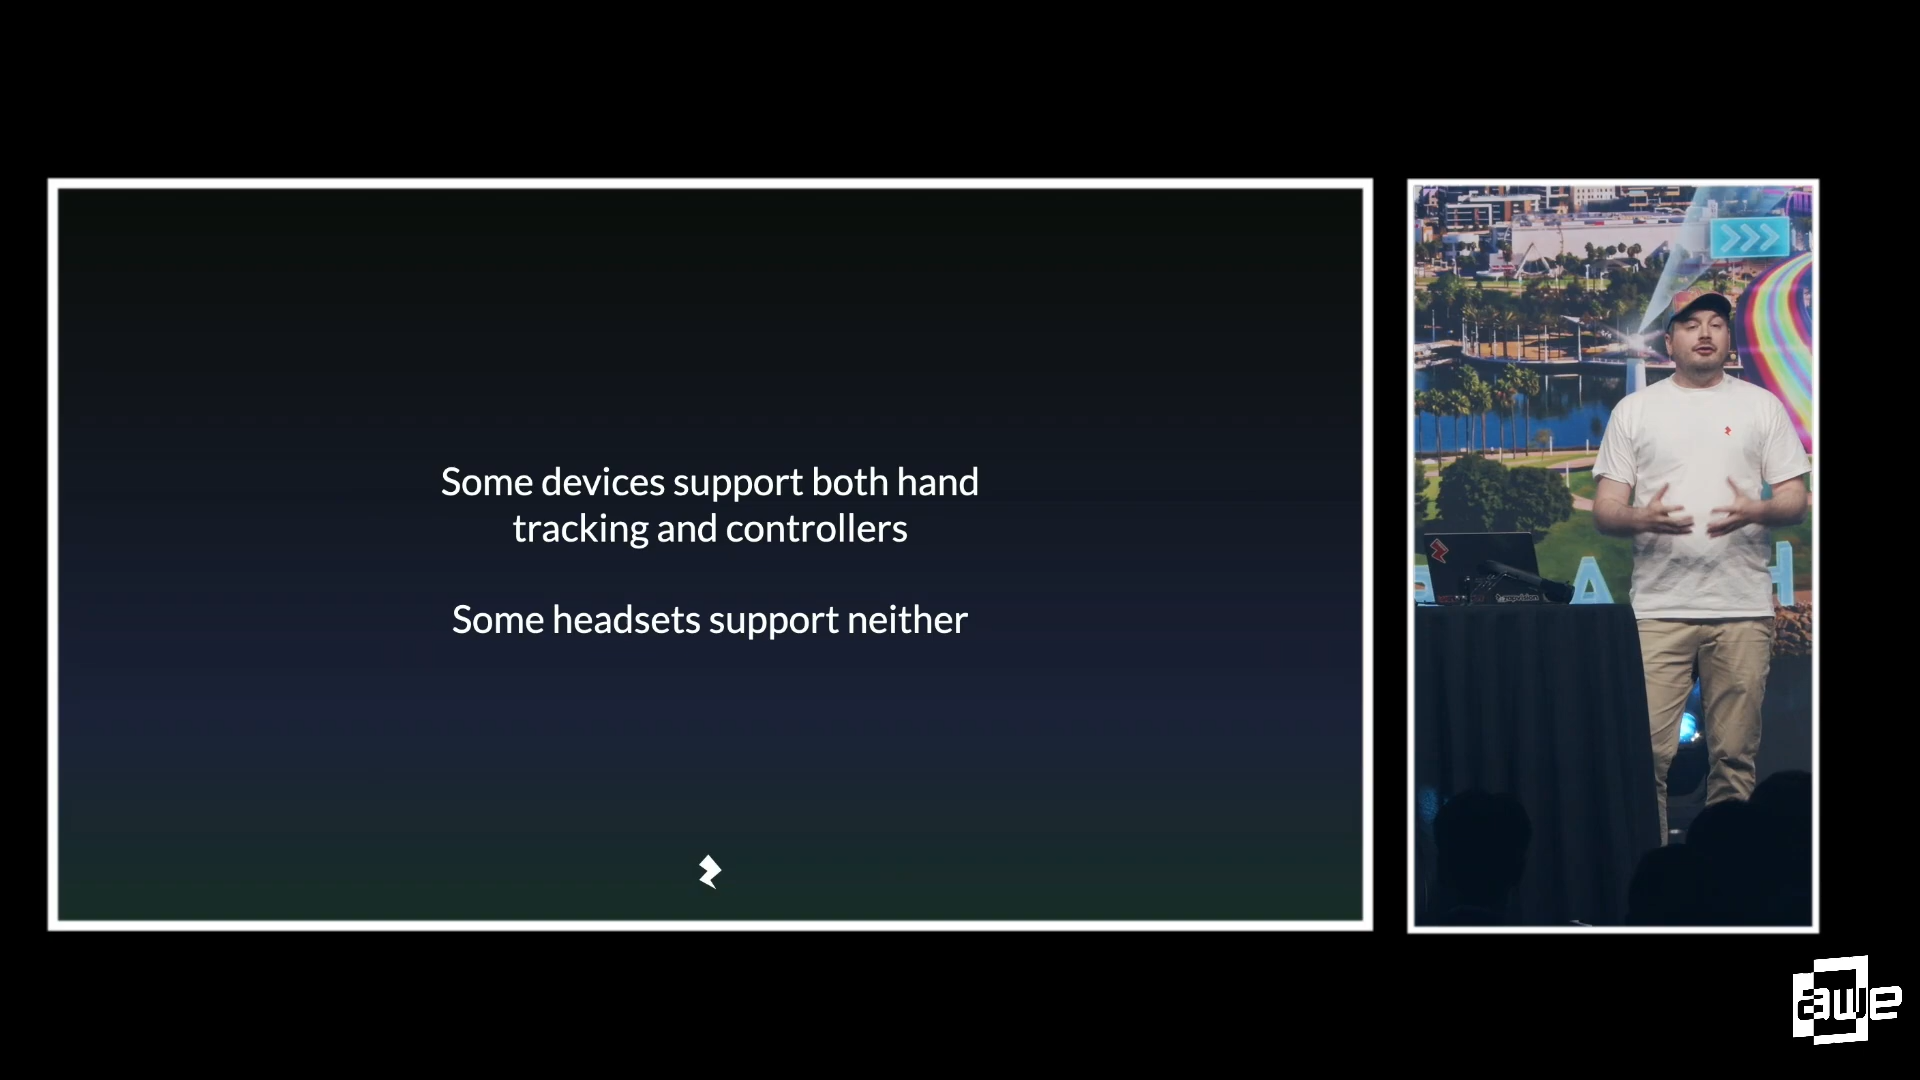 Some devices support both hand
tracking and controllers
Some headsets support neither
A
H
awe